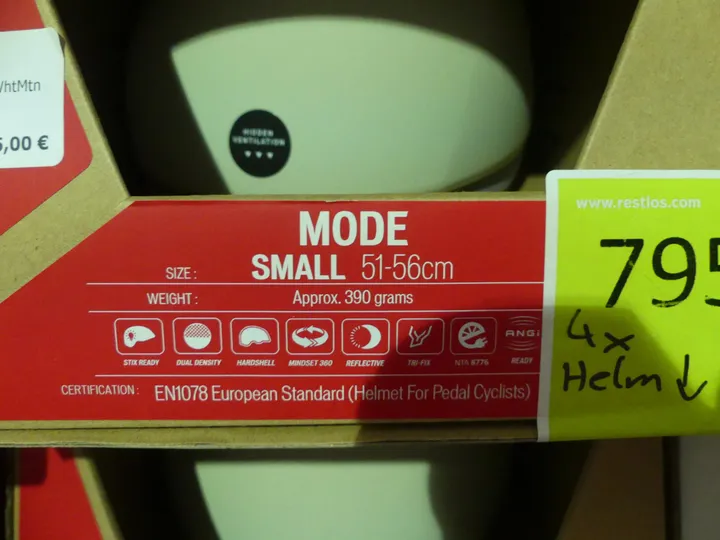 /htMtn
5,00 €
HIDDEN
VENTILATION
www.restlos.com
795
4x
Helm ↓
MODE
SIZE : SMALL 51-56cm
WEIGHT : Approx. 390 grams
STIX READY DUAL DENSITY HARDSHELL MINDSET 360 REFLECTIVE TRI-FIX NTA 8776 ANGi READY
CERTIFICATION : EN1078 European Standard (Helmet For Pedal Cyclists)